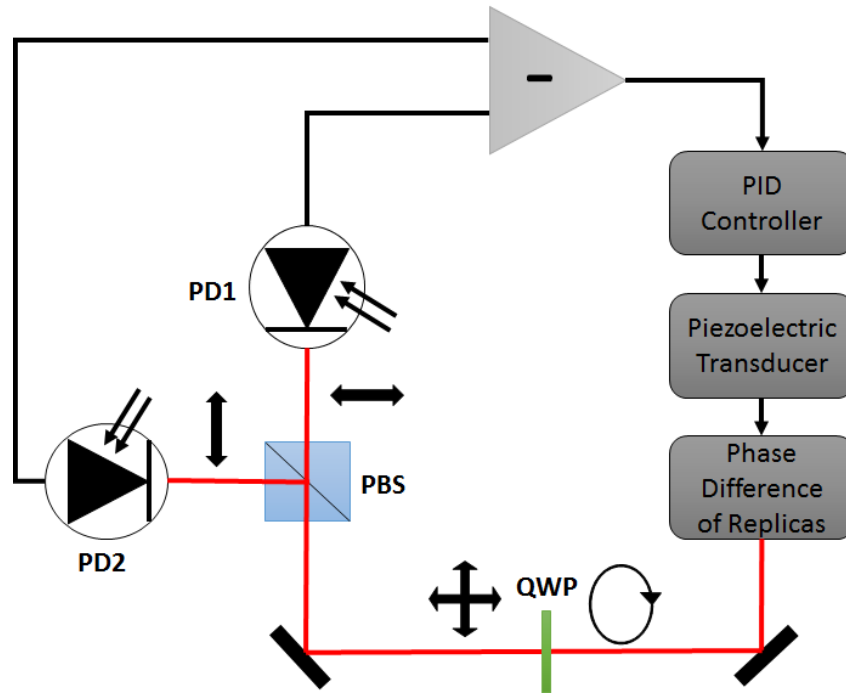 -
PID
Controller
PD1
Piezoelectric
Transducer
PBS
Phase
Difference
of Replicas
PD2
QWP